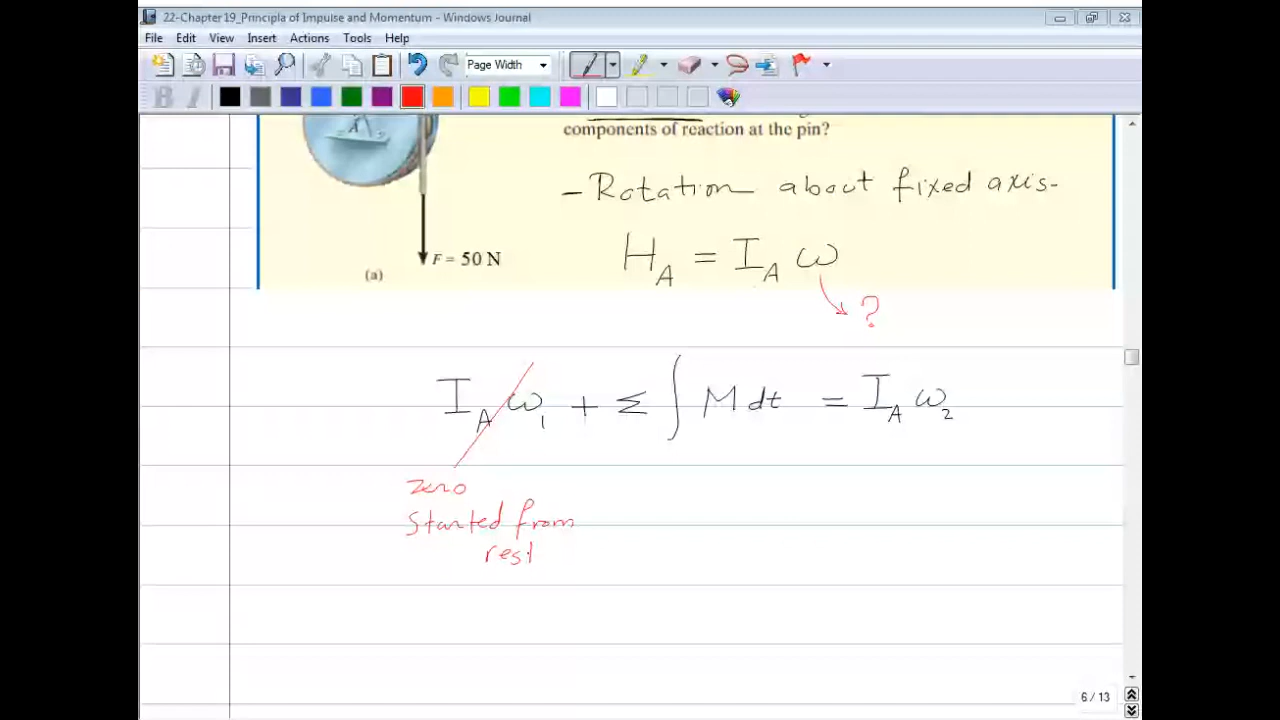 22-Chapter 19_Principla of Impulse and Momentum - Windows Journal
File Edit View Insert Actions Tools Help
Page Width
B I
A
components of reaction at the pin?
- Rotation about fixed axis-
H_A = I_A ω
F = 50 N
(a)
?
I_A ω_1 + Σ ∫ M dt = I_A ω_2
zero
Started from
rest
6 / 13